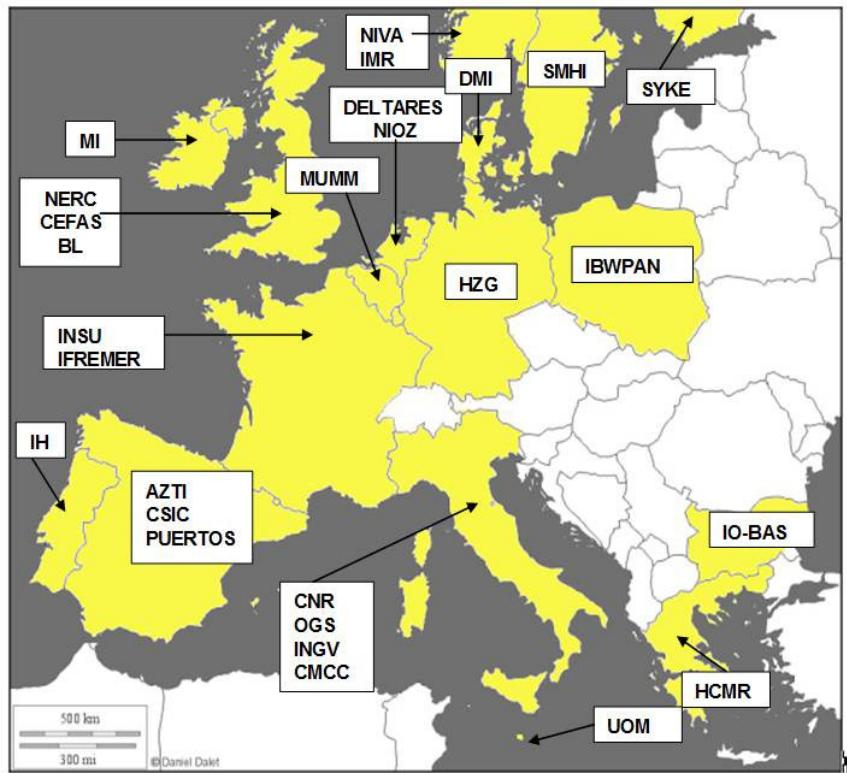 NIVA
IMR
DMI
SMHI
SYKE
DELTARES
NIOZ
MI
MUMM
NERC
CEFAS
BL
HZG
IBWPAN
INSU
IFREMER
IH
AZTI
CSIC
PUERTOS
IO-BAS
CNR
OGS
INGV
CMCC
HCMR
UOM
500 km
300 mi
© Daniel Dalet